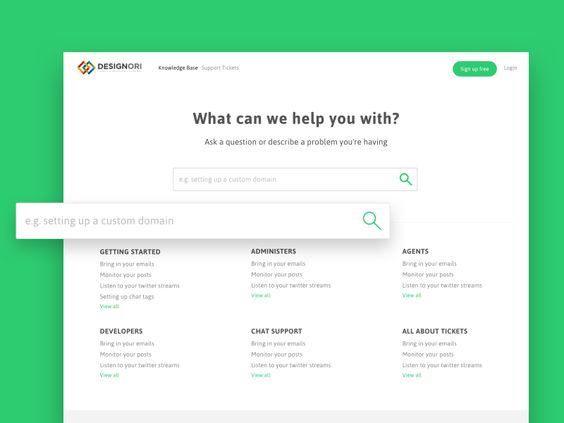 DESIGNORI
Knowledge Base Support Tickets
Sign up free
Login
What can we help you with?
Ask a question or describe a problem you're having
e.g. setting up a custom domain
e.g. setting up a custom domain
GETTING STARTED
Bring in your emails
Monitor your posts
Listen to your twitter streams
Setting up chat tags
View all
ADMINISTERS
Bring in your emails
Monitor your posts
Listen to your twitter streams
View all
AGENTS
Bring in your emails
Monitor your posts
Listen to your twitter streams
View all
DEVELOPERS
Bring in your emails
Monitor your posts
Listen to your twitter streams
View all
CHAT SUPPORT
Bring in your emails
Monitor your posts
Listen to your twitter streams
View all
ALL ABOUT TICKETS
Bring in your emails
Monitor your posts
Listen to your twitter streams
View all